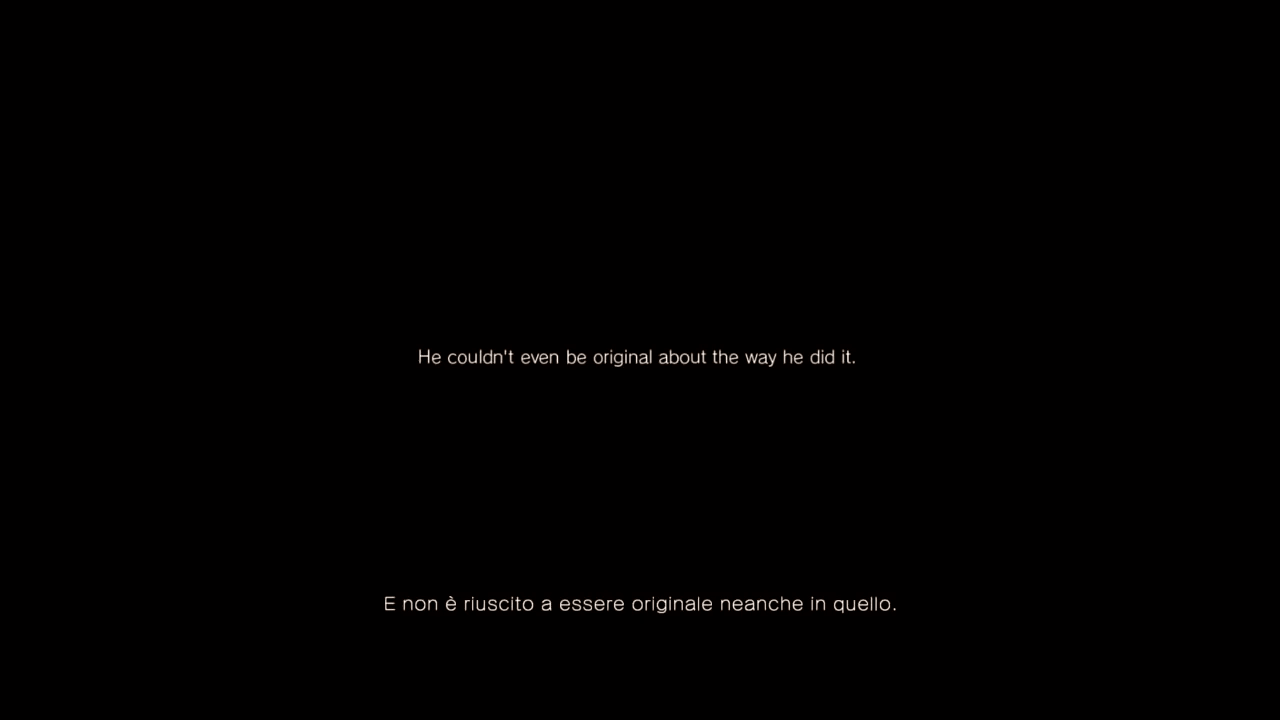 He couldn't even be original about the way he did it.
E non è riuscito a essere originale neanche in quello.